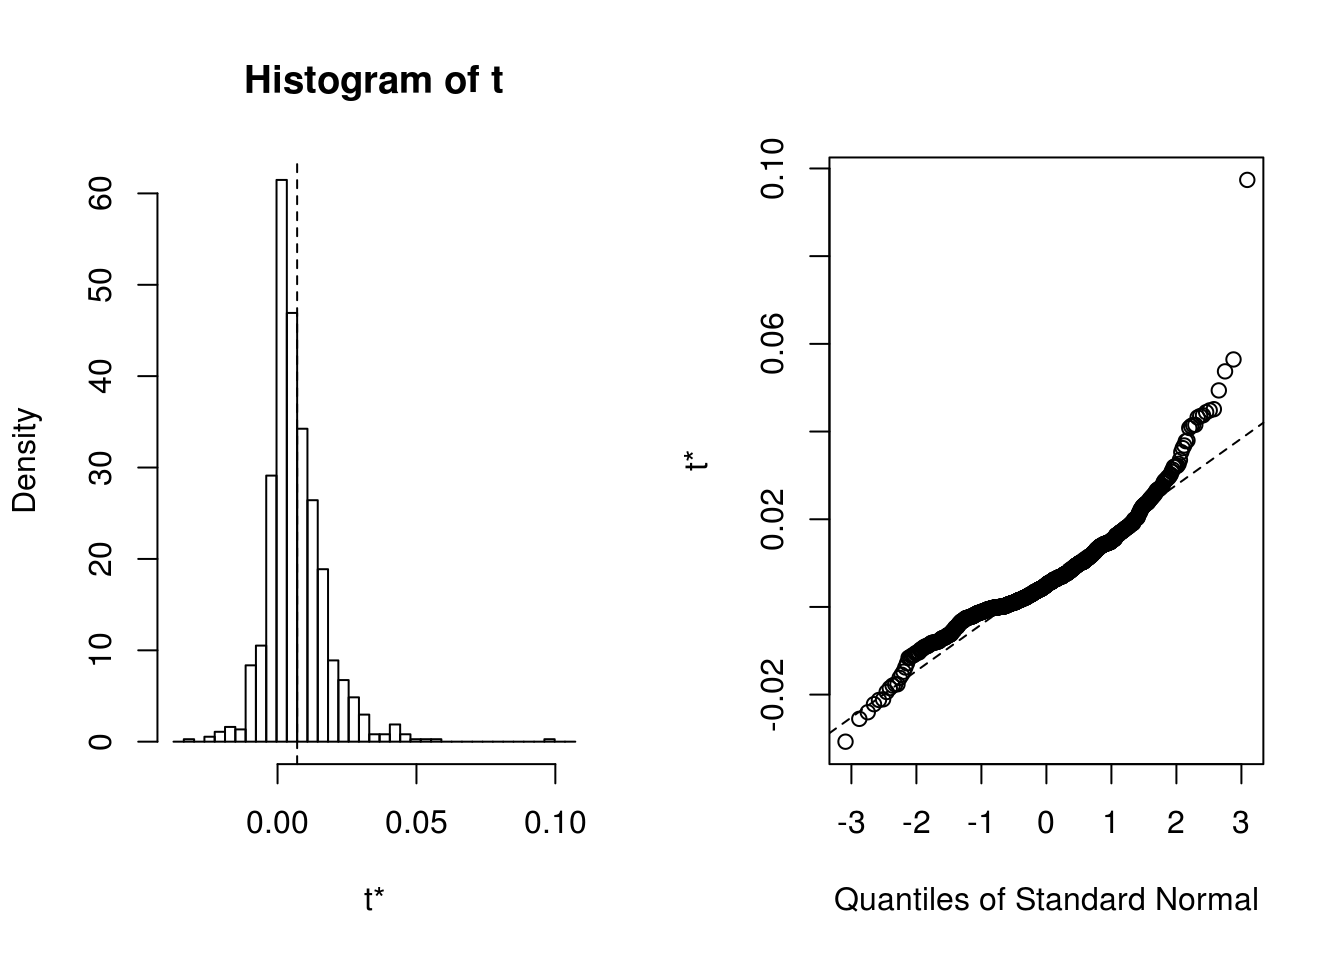 Histogram of t
Density
0 10 20 30 40 50 60
0.00 0.05 0.10
t*
t*
-0.02 0.02 0.06 0.10
-3 -2 -1 0 1 2 3
Quantiles of Standard Normal